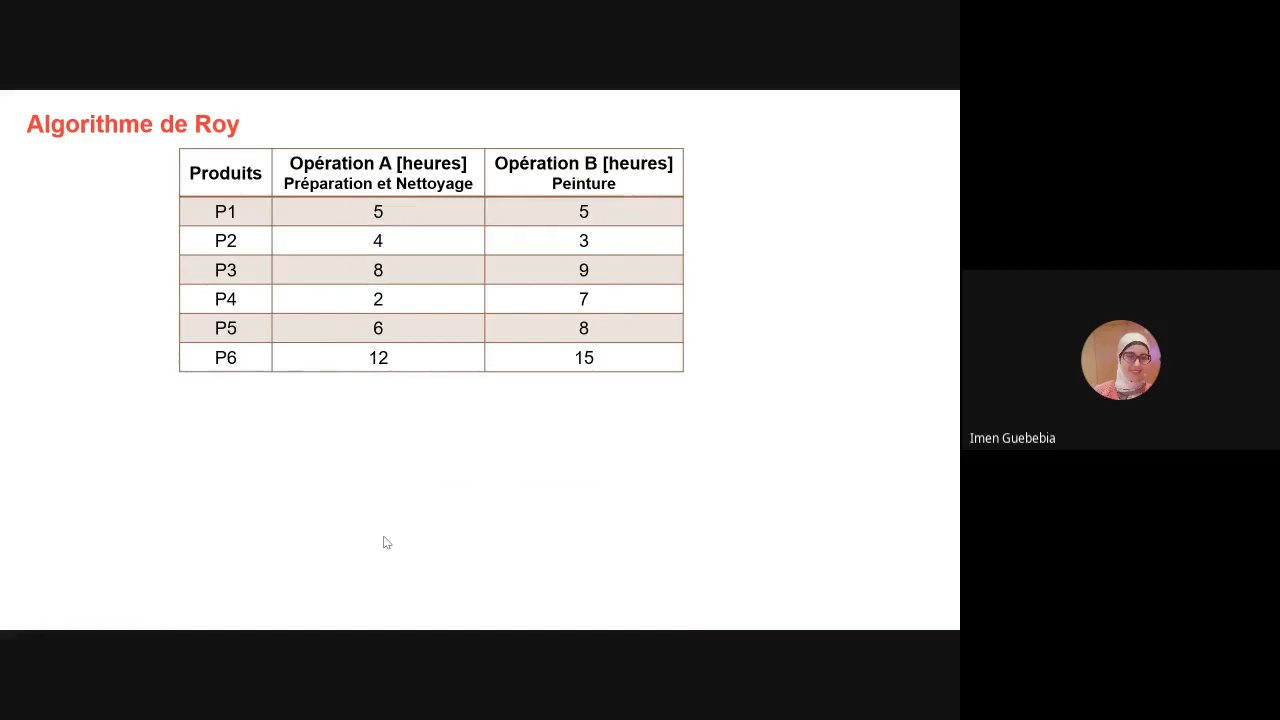 Algorithme de Roy
Produits Opération A [heures] Préparation et Nettoyage Opération B [heures] Peinture
P1 5 5
P2 4 3
P3 8 9
P4 2 7
P5 6 8
P6 12 15
Imen Guebebia